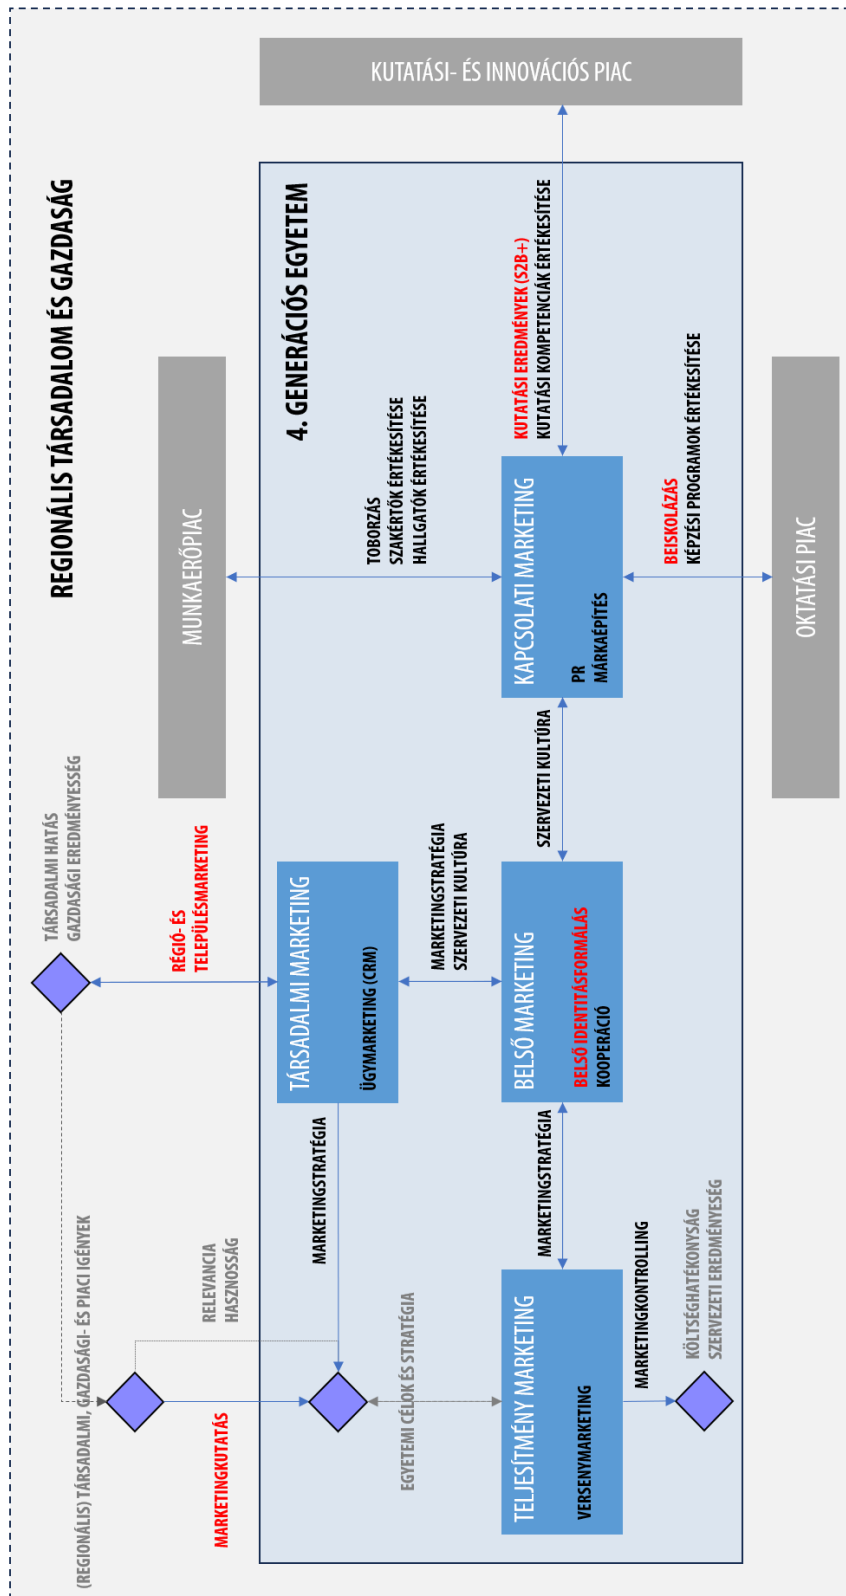 REGIONÁLIS TÁRSADALOM ÉS GAZDASÁG
(REGIONÁLIS) TÁRSADALMI, GAZDASÁGI- ÉS PIACI IGÉNYEK
TÁRSADALMI HATÁS
GAZDASÁGI EREDMÉNYESSÉG
MARKETINGKUTATÁS
RELEVANCIA
HASZNOSSÁG
RÉGIÓ- ÉS
TELEPÜLÉSMARKETING
MUNKAERŐPIAC
4. GENERÁCIÓS EGYETEM
TÁRSADALMI MARKETING
ÜGYMARKETING (CRM)
MARKETINGSTRATÉGIA
TOBORZÁS
SZAKÉRTŐK ÉRTÉKESÍTÉSE
HALLGATÓK ÉRTÉKESÍTÉSE
KUTATÁSI- ÉS INNOVÁCIÓS PIAC
EGYETEMI CÉLOK ÉS STRATÉGIA
MARKETINGSTRATÉGIA
SZERVEZETI KULTÚRA
TELJESÍTMÉNY MARKETING
VERSENYMARKETING
MARKETINGSTRATÉGIA
BELSŐ MARKETING
BELSŐ IDENTITÁSFORMÁLÁS
KOOPERÁCIÓ
SZERVEZETI KULTÚRA
KAPCSOLATI MARKETING
PR
MÁRKAÉPÍTÉS
KUTATÁSI EREDMÉNYEK (S2B+)
KUTATÁSI KOMPETENCIÁK ÉRTÉKESÍTÉSE
MARKETINGKONTROLLING
KÖLTSÉGHATÉKONYSÁG
SZERVEZETI EREDMÉNYESÉG
BEISKOLÁZÁS
KÉPZÉSI PROGRAMOK ÉRTÉKESÍTÉSE
OKTATÁSI PIAC